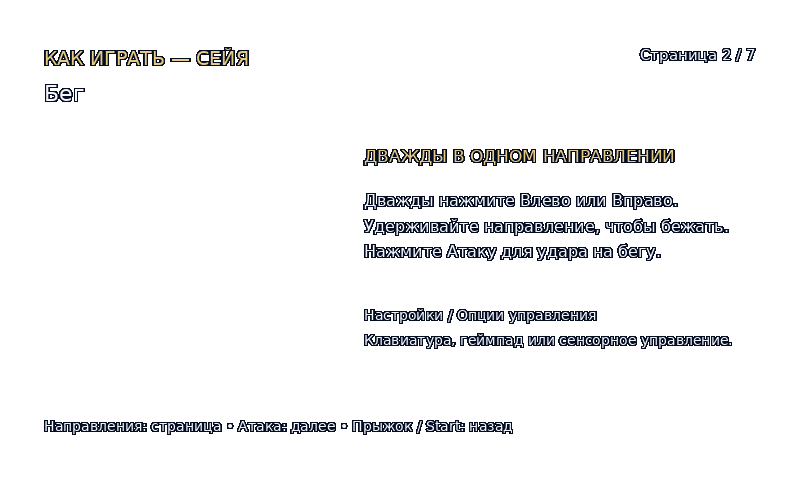 КАК ИГРАТЬ — СЕЙЯ
Страница 2 / 7
Бег
ДВАЖДЫ В ОДНОМ НАПРАВЛЕНИИ
Дважды нажмите Влево или Вправо.
Удерживайте направление, чтобы бежать.
Нажмите Атаку для удара на бегу.
Настройки / Опции управления
Клавиатура, геймпад или сенсорное управление.
Направления: страница • Атака: далее • Прыжок / Start: назад